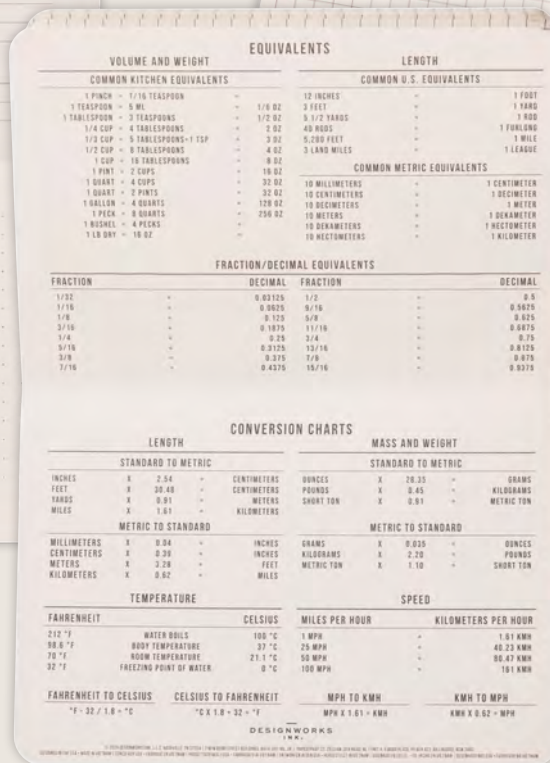 EQUIVALENTS
VOLUME AND WEIGHT
COMMON KITCHEN EQUIVALENTS
1 PINCH = 1/16 TEASPOON =
1 TEASPOON = 5 ML = 1/6 OZ
1 TABLESPOON = 3 TEASPOONS = 1/2 OZ
1/4 CUP = 4 TABLESPOONS = 2 OZ
1/3 CUP = 5 TABLESPOONS+1 TSP = 3 OZ
1/2 CUP = 8 TABLESPOONS = 4 OZ
1 CUP = 16 TABLESPOONS = 8 OZ
1 PINT = 2 CUPS = 16 OZ
1 QUART = 4 CUPS = 32 OZ
1 QUART = 2 PINTS = 32 OZ
1 GALLON = 4 QUARTS = 128 OZ
1 PECK = 8 QUARTS = 256 OZ
1 BUSHEL = 4 PECKS =
1 LB DRY = 16 OZ
LENGTH
COMMON U.S. EQUIVALENTS
12 INCHES = 1 FOOT
3 FEET = 1 YARD
5 1/2 YARDS = 1 ROD
40 RODS = 1 FURLONG
5,280 FEET = 1 MILE
3 LAND MILES = 1 LEAGUE
COMMON METRIC EQUIVALENTS
10 MILLIMETERS = 1 CENTIMETER
10 CENTIMETERS = 1 DECIMETER
10 DECIMETERS = 1 METER
10 METERS = 1 DEKAMETER
10 DEKAMETERS = 1 HECTOMETER
10 HECTOMETERS = 1 KILOMETER
FRACTION/DECIMAL EQUIVALENTS
FRACTION DECIMAL FRACTION DECIMAL
1/32 = 0.03125 1/2 = 0.5
1/16 = 0.0625 9/16 = 0.5625
1/8 = 0.125 5/8 = 0.625
3/16 = 0.1875 11/16 = 0.6875
1/4 = 0.25 3/4 = 0.75
5/16 = 0.3125 13/16 = 0.8125
3/8 = 0.375 7/8 = 0.875
7/16 = 0.4375 15/16 = 0.9375
CONVERSION CHARTS
LENGTH
STANDARD TO METRIC
INCHES X 2.54 = CENTIMETERS
FEET X 30.48 = CENTIMETERS
YARDS X 0.91 = METERS
MILES X 1.61 = KILOMETERS
METRIC TO STANDARD
MILLIMETERS X 0.04 = INCHES
CENTIMETERS X 0.39 = INCHES
METERS X 3.28 = FEET
KILOMETERS X 0.62 = MILES
MASS AND WEIGHT
STANDARD TO METRIC
OUNCES X 28.35 = GRAMS
POUNDS X 0.45 = KILOGRAMS
SHORT TON X 0.91 = METRIC TON
METRIC TO STANDARD
GRAMS X 0.035 = OUNCES
KILOGRAMS X 2.20 = POUNDS
METRIC TON X 1.10 = SHORT TON
TEMPERATURE
FAHRENHEIT CELSIUS
212 °F WATER BOILS 100 °C
98.6 °F BODY TEMPERATURE 37 °C
70 °F ROOM TEMPERATURE 21.1 °C
32 °F FREEZING POINT OF WATER 0 °C
FAHRENHEIT TO CELSIUS CELSIUS TO FAHRENHEIT
°F - 32 / 1.8 = °C °C X 1.8 + 32 = °F
SPEED
MILES PER HOUR KILOMETERS PER HOUR
1 MPH = 1.61 KMH
25 MPH = 40.23 KMH
50 MPH = 80.47 KMH
100 MPH = 161 KMH
MPH TO KMH KMH TO MPH
MPH X 1.61 = KMH KMH X 0.62 = MPH
DESIGNWORKS
INK.